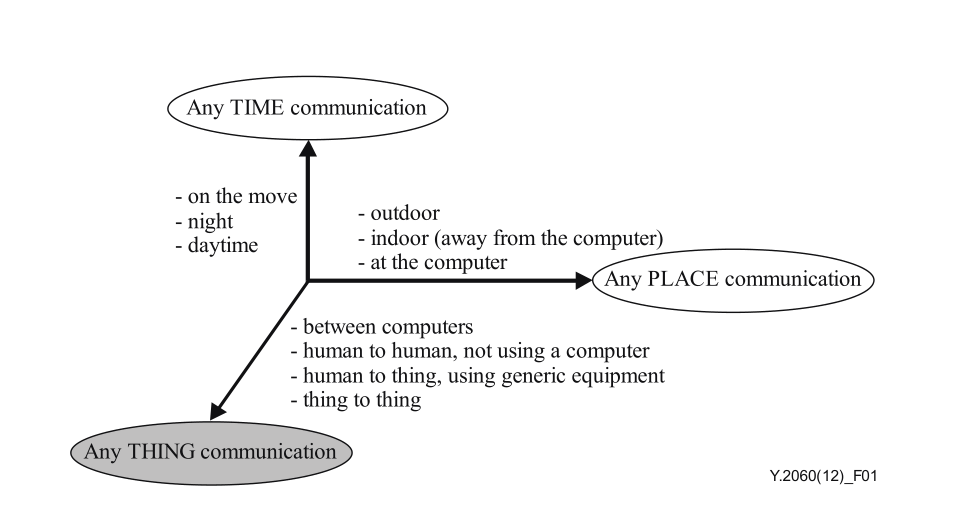 Any TIME communication
- on the move
- night
- daytime
- outdoor
- indoor (away from the computer)
- at the computer
Any PLACE communication
- between computers
- human to human, not using a computer
- human to thing, using generic equipment
- thing to thing
Any THING communication
Y.2060(12)_F01